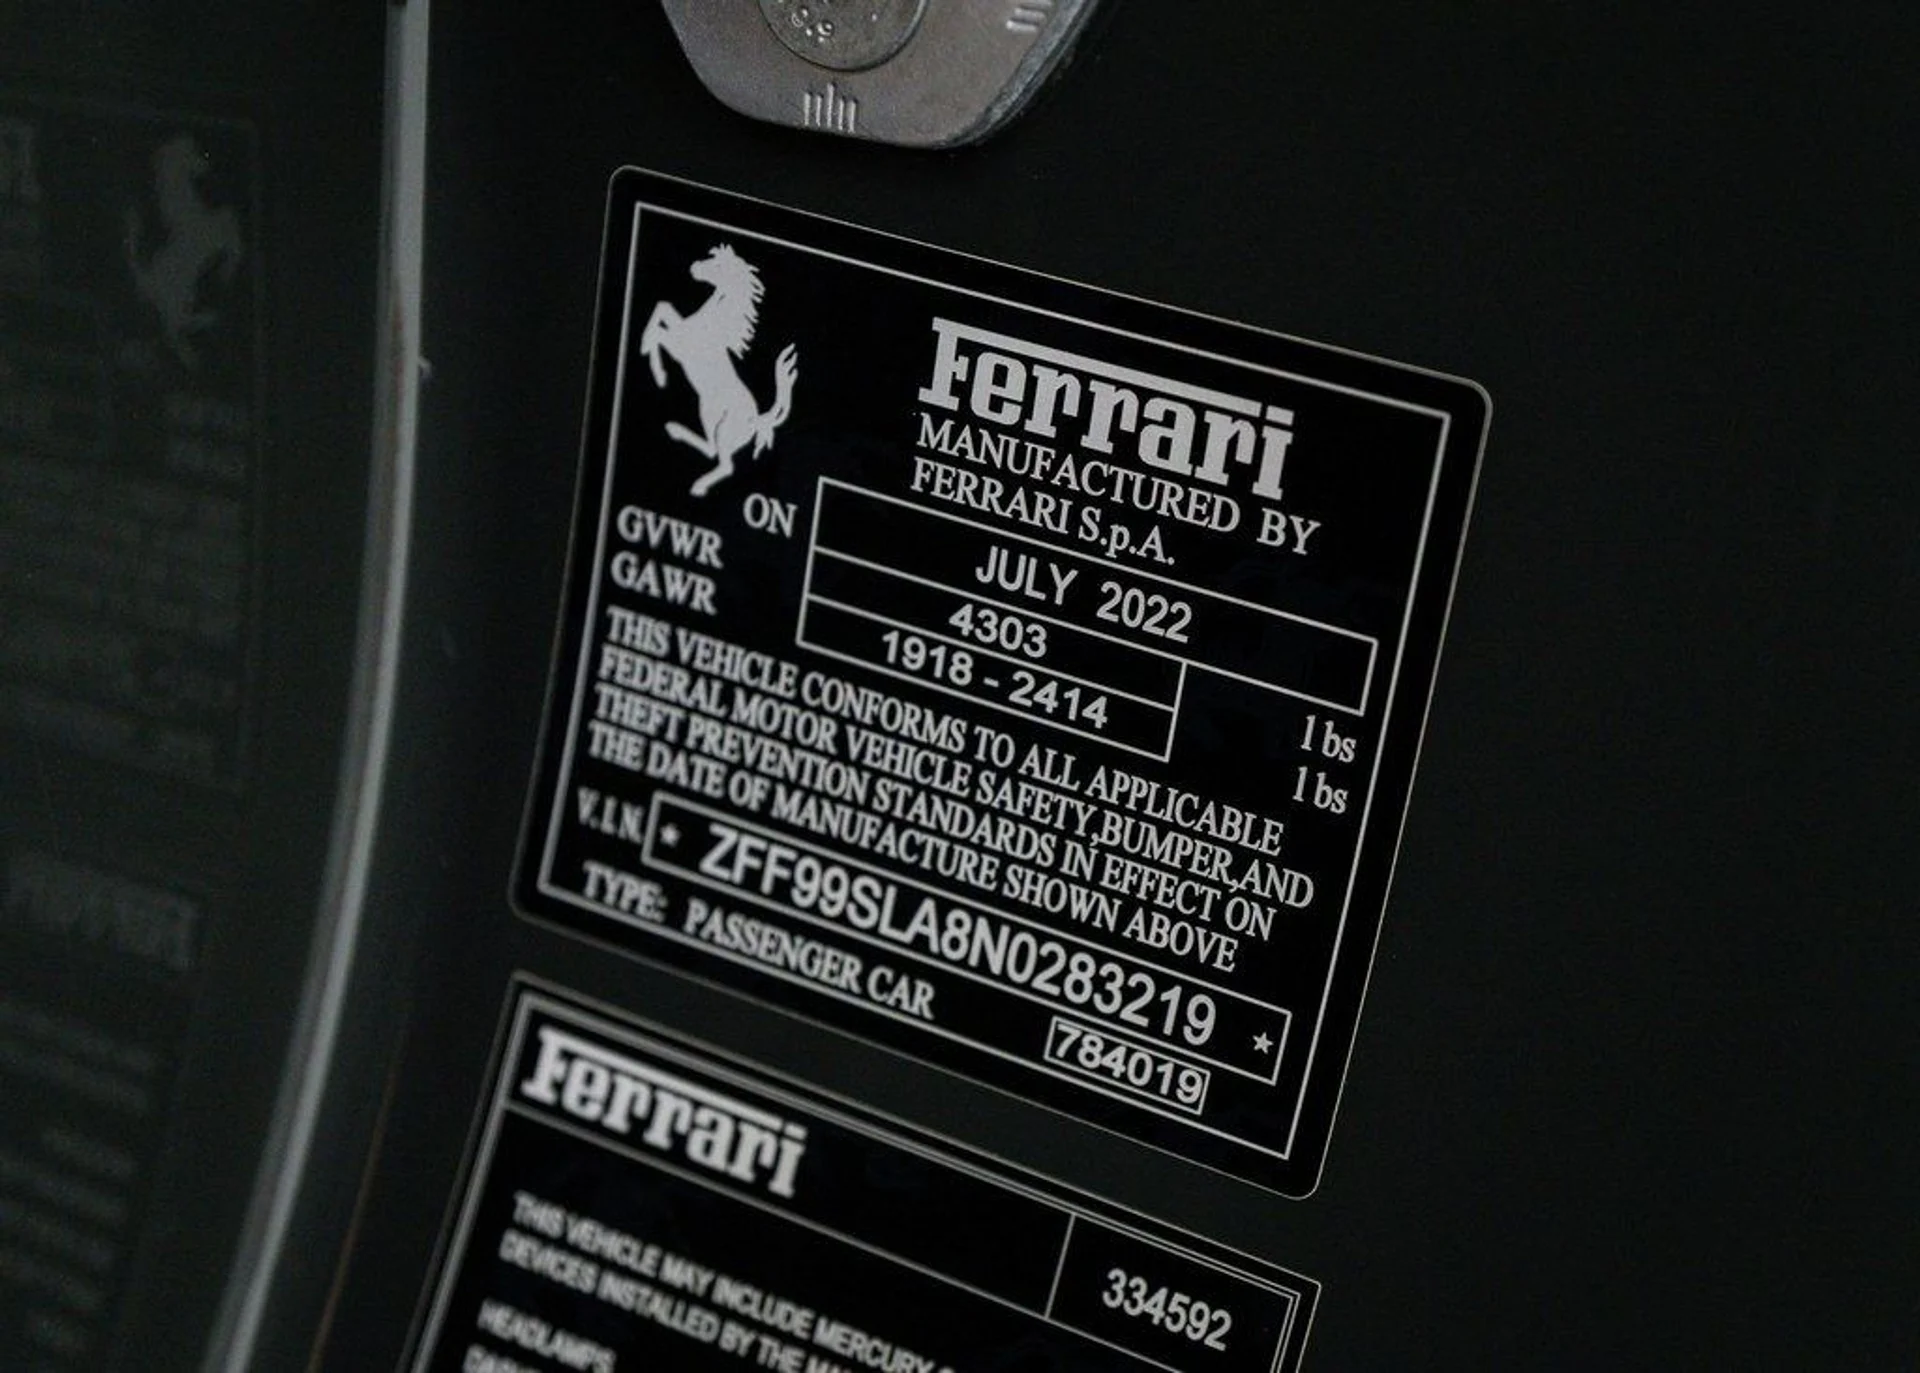 Ferrari
MANUFACTURED BY
FERRARI S.p.A.
ON JULY 2022
GVWR 4303 lbs
GAWR 1918 - 2414 lbs
THIS VEHICLE CONFORMS TO ALL APPLICABLE
FEDERAL MOTOR VEHICLE SAFETY,BUMPER,AND
THEFT PREVENTION STANDARDS IN EFFECT ON
THE DATE OF MANUFACTURE SHOWN ABOVE
V.I.N. ★ ZFF99SLA8N0283219 ★
TYPE: PASSENGER CAR
784019
Ferrari
334592
THIS VEHICLE MAY INCLUDE MERCURY
DEVICES INSTALLED BY THE
HEADLAMPS